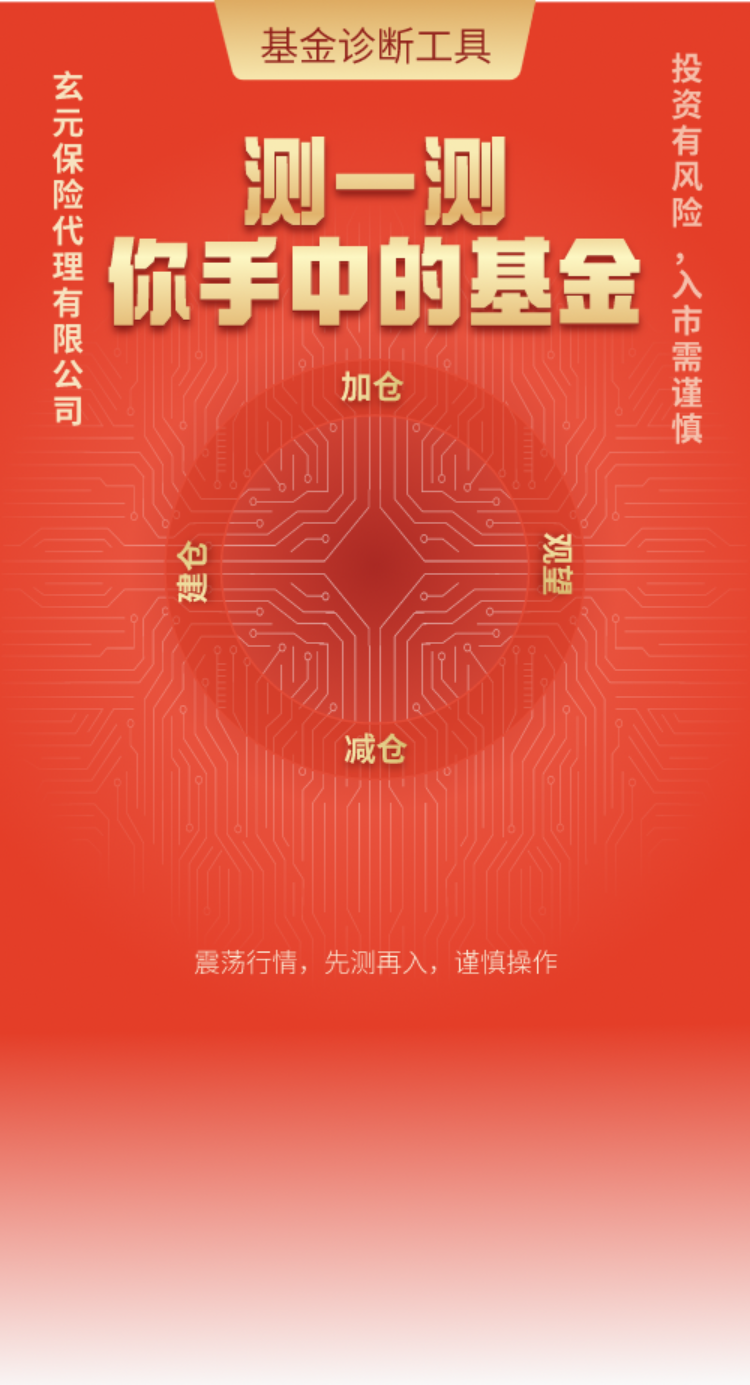 基金诊断工具
玄元保险代理有限公司
投资有风险，入市需谨慎
测一测
你手中的基金
加仓
建仓
观望
减仓
震荡行情，先测再入，谨慎操作